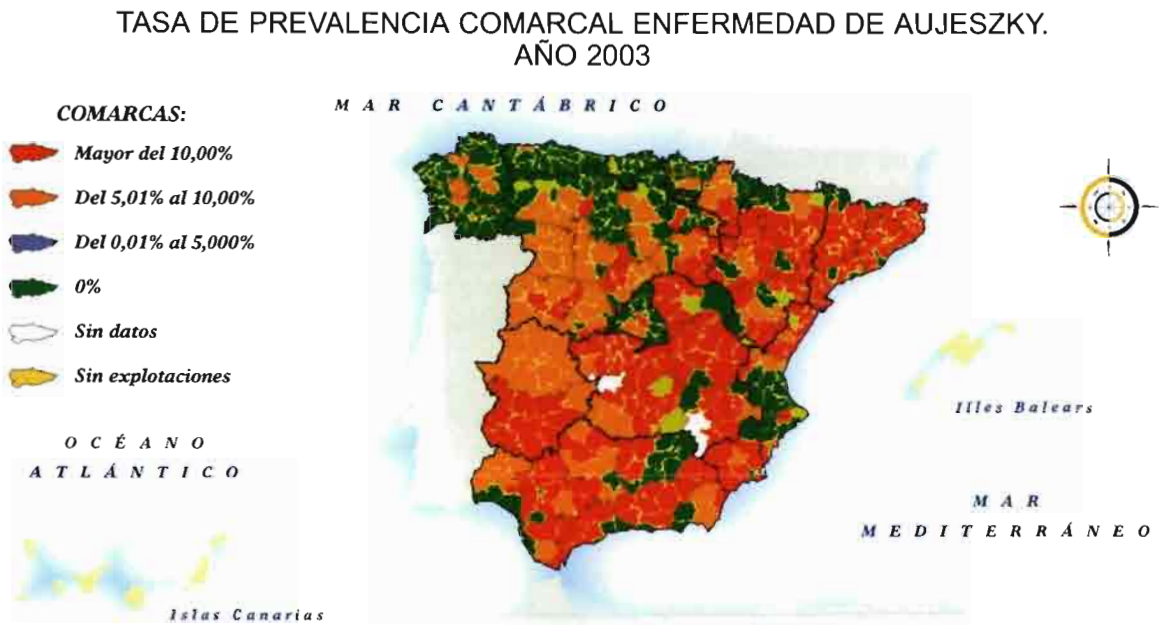 TASA DE PREVALENCIA COMARCAL ENFERMEDAD DE AUJESZKY.
AÑO 2003
MAR CANTÁBRICO
COMARCAS:
Mayor del 10,00%
Del 5,01% al 10,00%
Del 0,01% al 5,000%
0%
Sin datos
Sin explotaciones
Illes Balears
OCÉANO
ATLÁNTICO
MAR
MEDITERRÁNEO
Islas Canarias